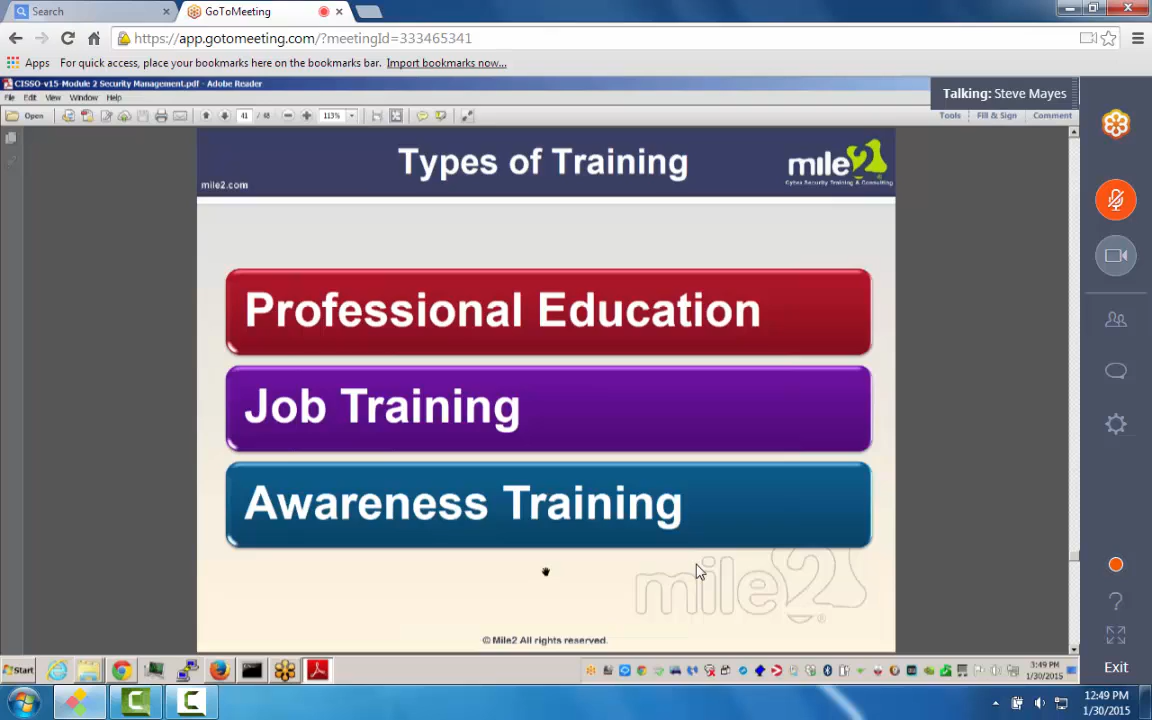 Search
GoToMeeting
https://app.gotomeeting.com/?meetingId=333465341
Apps
For quick access, place your bookmarks here on the bookmarks bar.
Import bookmarks now...
CISSO-v15-Module 2 Security Management.pdf - Adobe Reader
Talking: Steve Mayes
File Edit View Window Help
Open
41 / 48
113%
Tools
Fill & Sign
Comment
Types of Training
mile2
Cyber Security Training & Consulting
mile2.com
Professional Education
Job Training
Awareness Training
mile2
© Mile2 All rights reserved.
?
Exit
Start
3:49 PM
1/30/2015
12:49 PM
1/30/2015